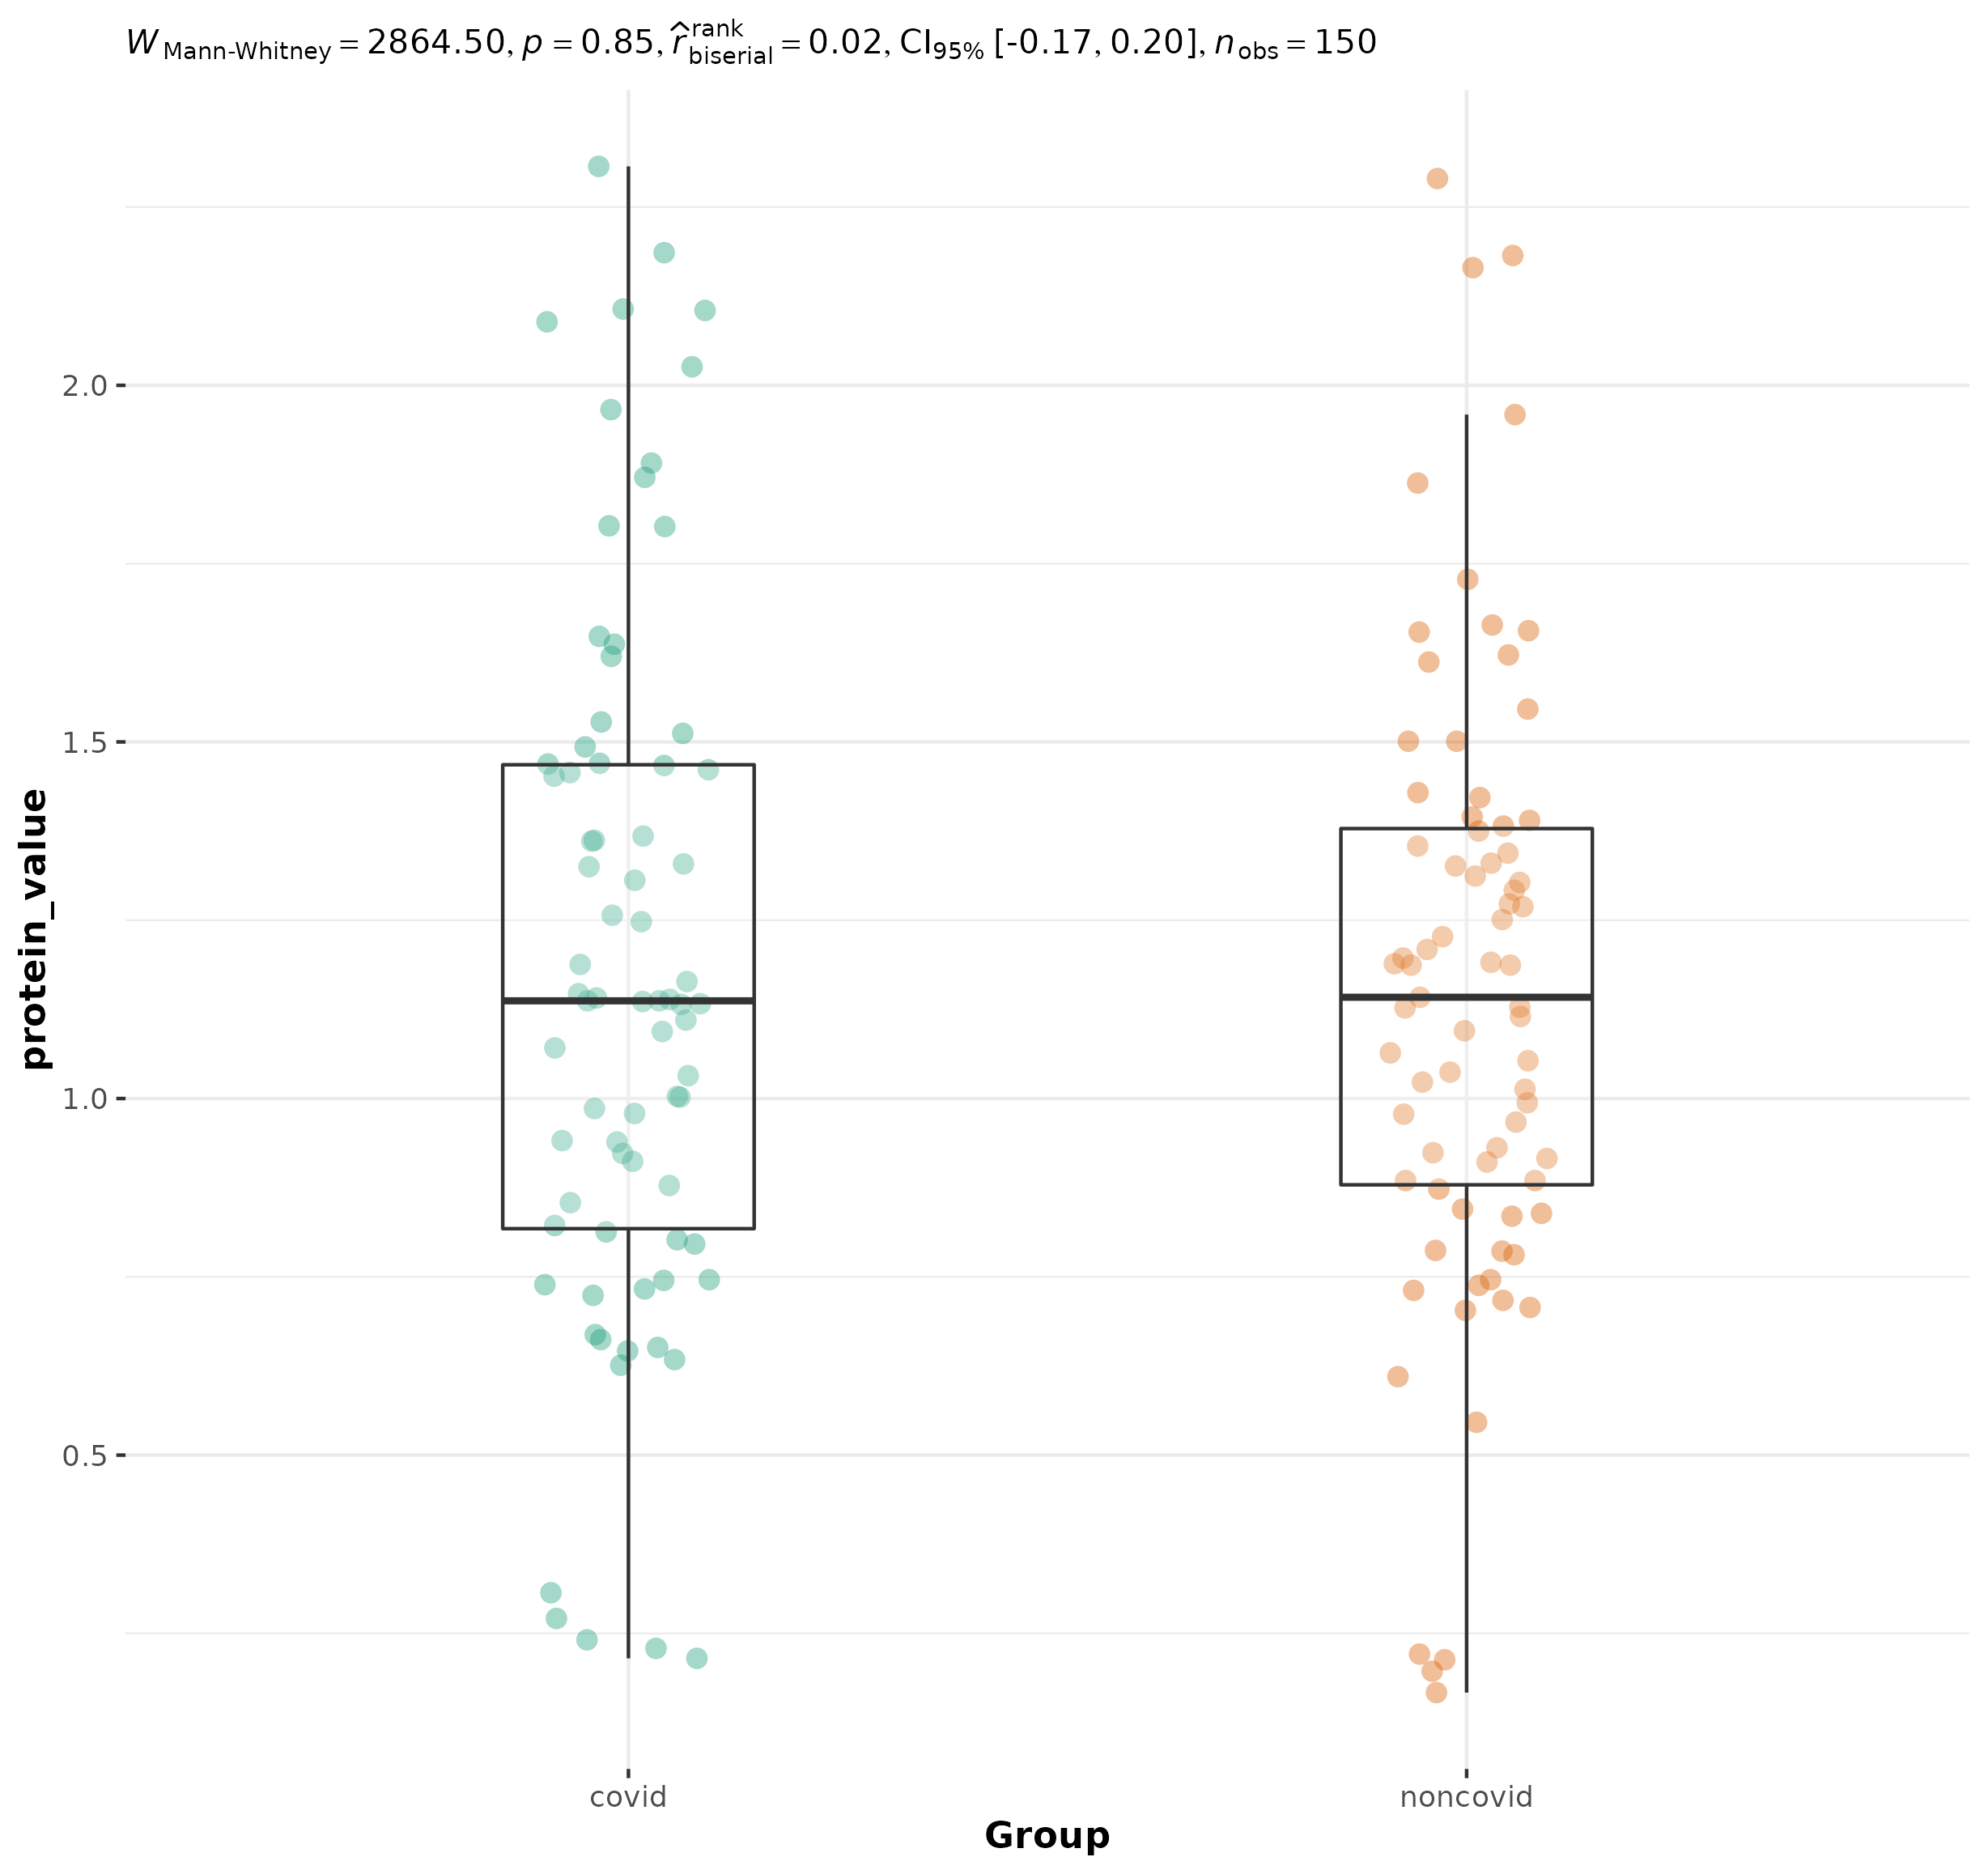 W Mann-Whitney = 2864.50, p = 0.85, r̂ rank biserial = 0.02, CI95% [-0.17, 0.20], n obs = 150
2.0
1.5
1.0
0.5
protein_value
covid noncovid
Group